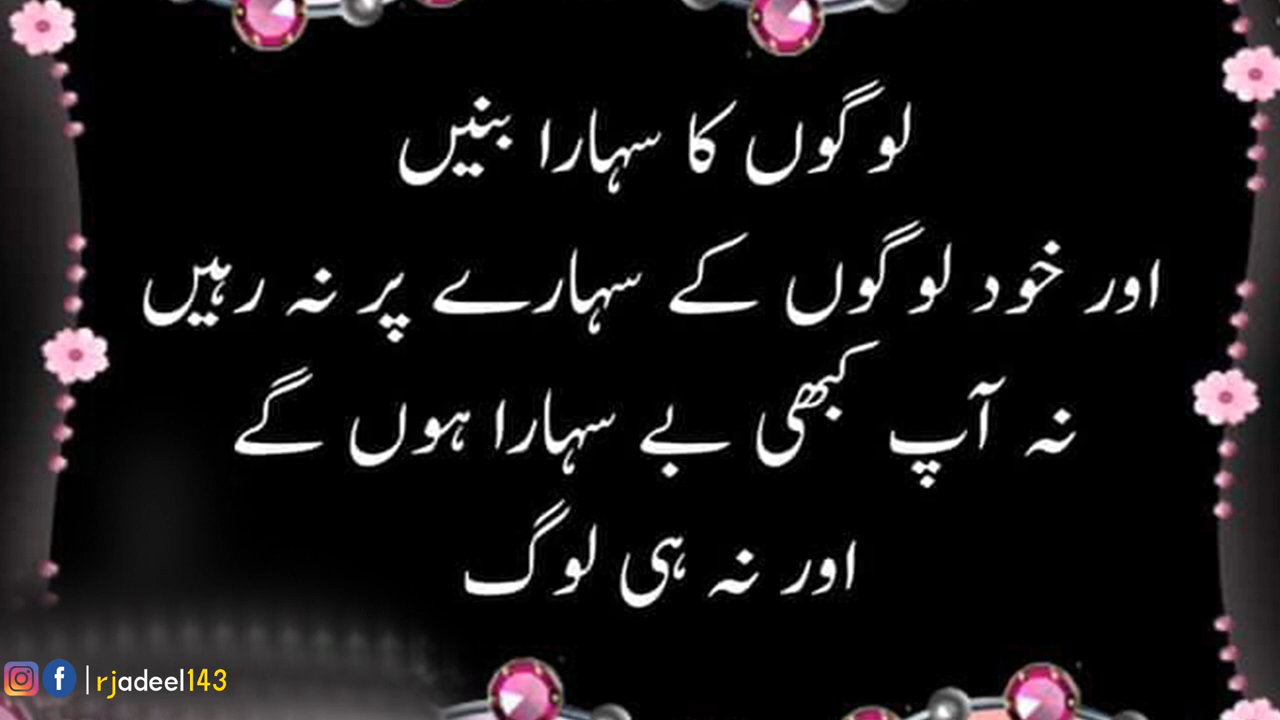 لوگوں کا سہارا بنیں
اور خود لوگوں کے سہارے پر نہ رہیں
نہ آپ کبھی بے سہارا ہوں گے
اور نہ ہی لوگ
|rjadeel143